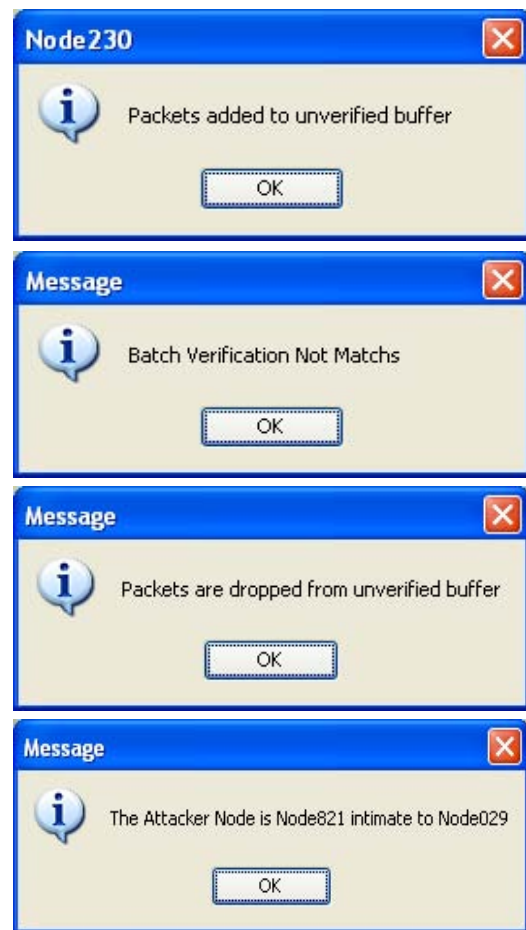 Node230
Packets added to unverified buffer
OK
Message
Batch Verification Not Matchs
OK
Message
Packets are dropped from unverified buffer
OK
Message
The Attacker Node is Node821 intimate to Node029
OK